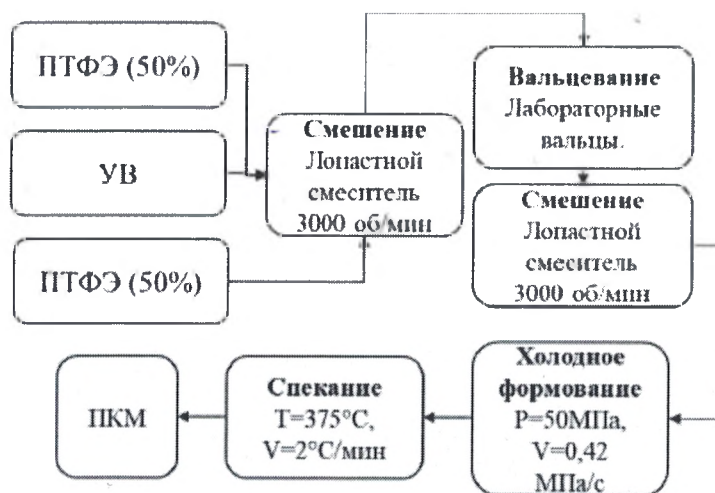 ПТФЭ (50%)
УВ
ПТФЭ (50%)
Смешение
Лопастной
смеситель
3000 об/мин
Вальцевание
Лабораторные
вальцы.
Смешение
Лопастной
смеситель
3000 об/мин
Холодное
формование
P=50МПа,
V=0,42
МПа/с
Спекание
T=375°C,
V=2°C/мин
ПКМ